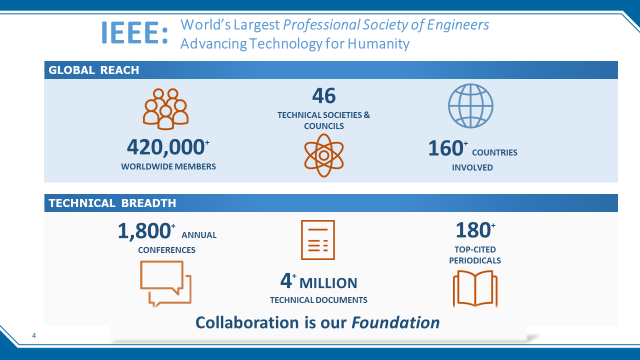 IEEE: World's Largest Professional Society of Engineers
Advancing Technology for Humanity
GLOBAL REACH
420,000+
WORLDWIDE MEMBERS
46
TECHNICAL SOCIETIES &
COUNCILS
160+ COUNTRIES
INVOLVED
TECHNICAL BREADTH
1,800+ ANNUAL
CONFERENCES
4+ MILLION
TECHNICAL DOCUMENTS
180+
TOP-CITED
PERIODICALS
Collaboration is our Foundation
4